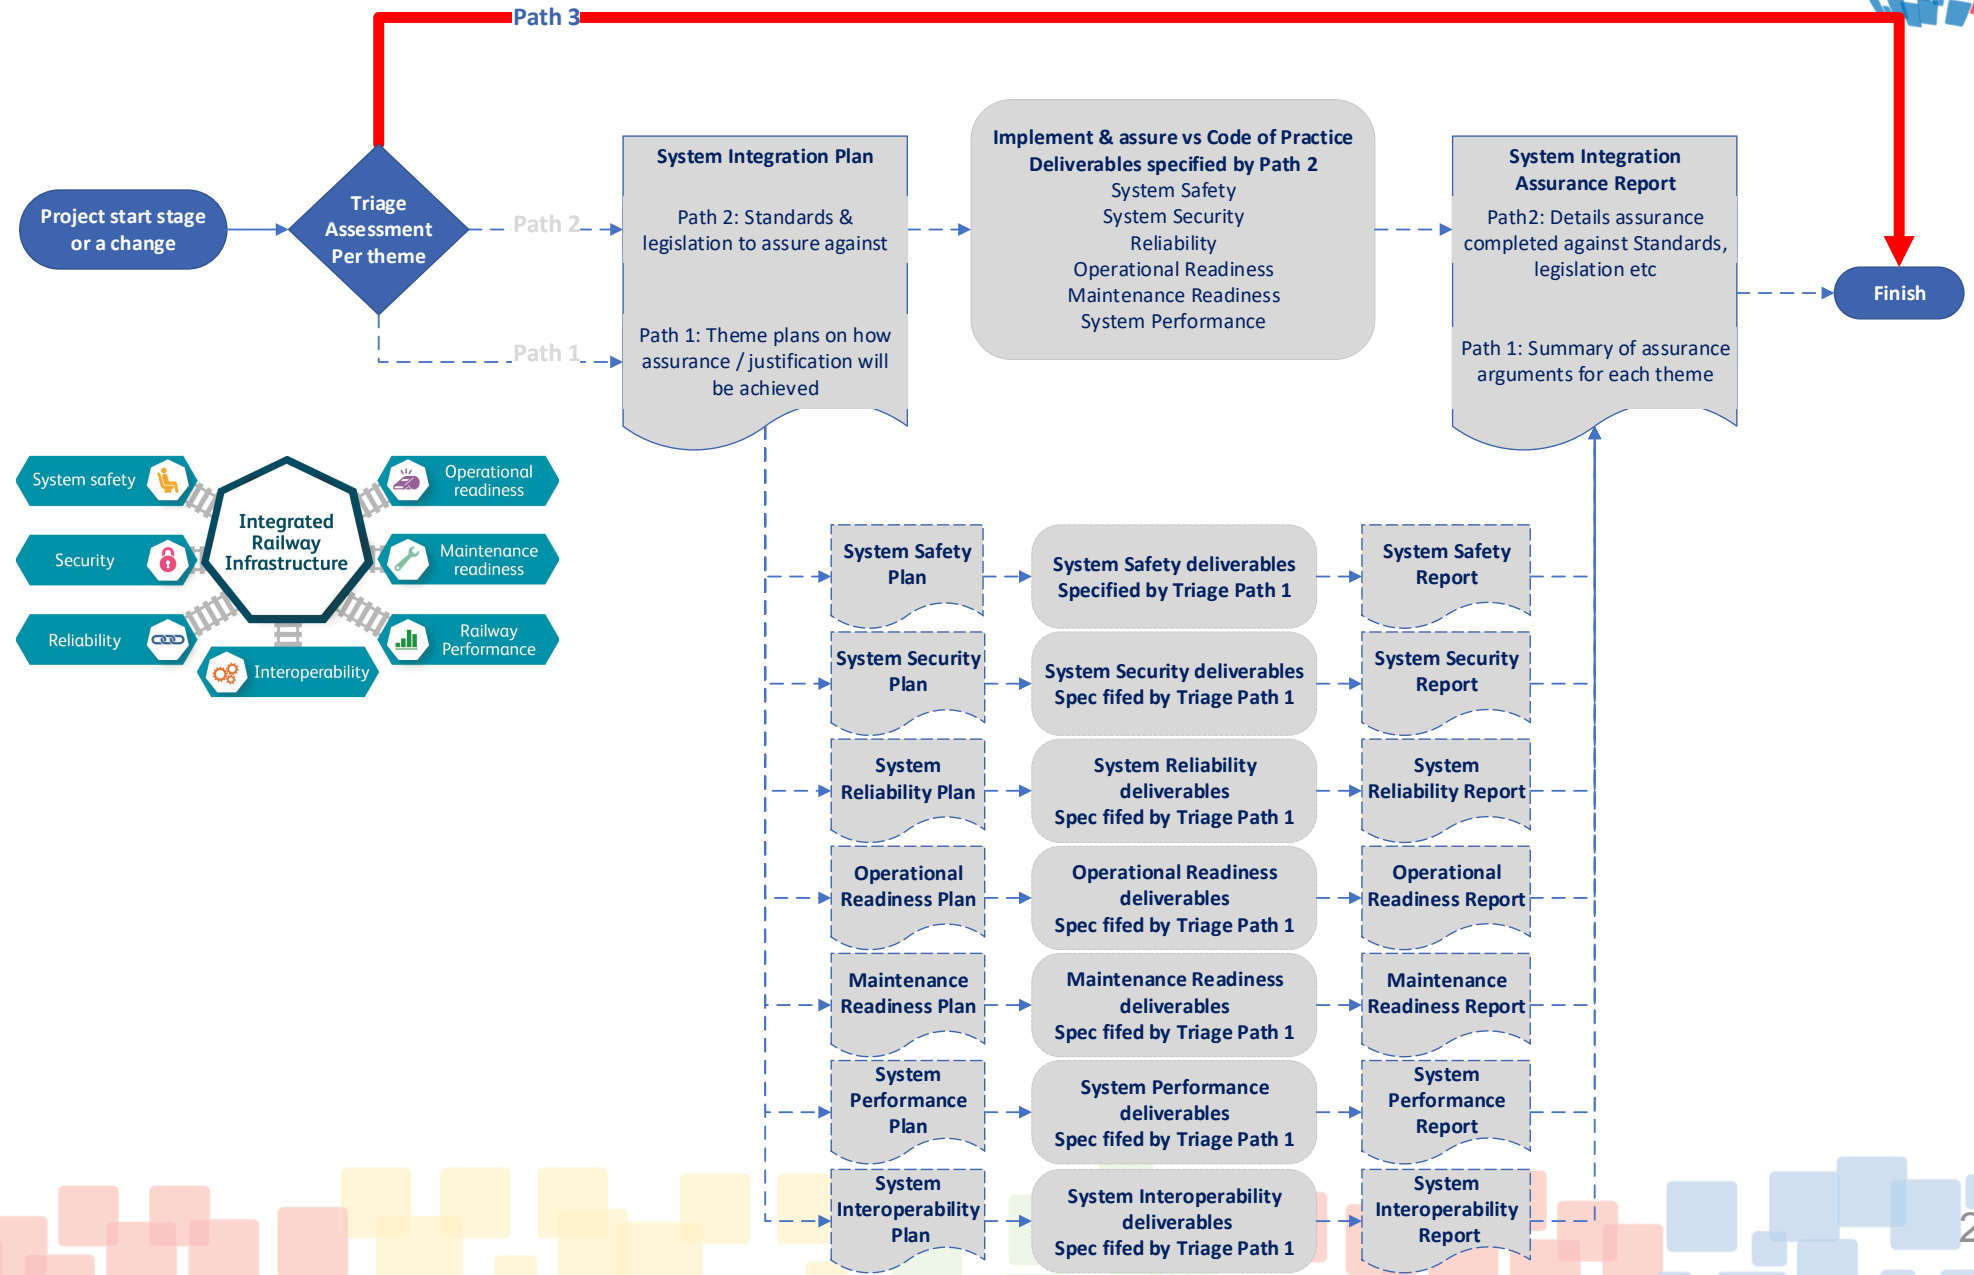 Path 3
Project start stage
or a change
Triage
Assessment
Per theme
Path 2
Path 1
System Integration Plan
Path 2: Standards &
legislation to assure against
Path 1: Theme plans on how
assurance / justification will
be achieved
Implement & assure vs Code of Practice
Deliverables specified by Path 2
System Safety
System Security
Reliability
Operational Readiness
Maintenance Readiness
System Performance
System Integration
Assurance Report
Path2: Details assurance
completed against Standards,
legislation etc
Path 1: Summary of assurance
arguments for each theme
Finish
System safety
Security
Reliability
Interoperability
Integrated
Railway
Infrastructure
Operational
readiness
Maintenance
readiness
Railway
Performance
System Safety
Plan
System Safety deliverables
Specified by Triage Path 1
System Safety
Report
System Security
Plan
System Security deliverables
Spec fifed by Triage Path 1
System Security
Report
System
Reliability Plan
System Reliability
deliverables
Spec fifed by Triage Path 1
System
Reliability Report
Operational
Readiness Plan
Operational Readiness
deliverables
Spec fifed by Triage Path 1
Operational
Readiness Report
Maintenance
Readiness Plan
Maintenance Readiness
deliverables
Spec fifed by Triage Path 1
Maintenance
Readiness Report
System
Performance
Plan
System Performance
deliverables
Spec fifed by Triage Path 1
System
Performance
Report
System
Interoperability
Plan
System Interoperability
deliverables
Spec fifed by Triage Path 1
System
Interoperability
Report
2